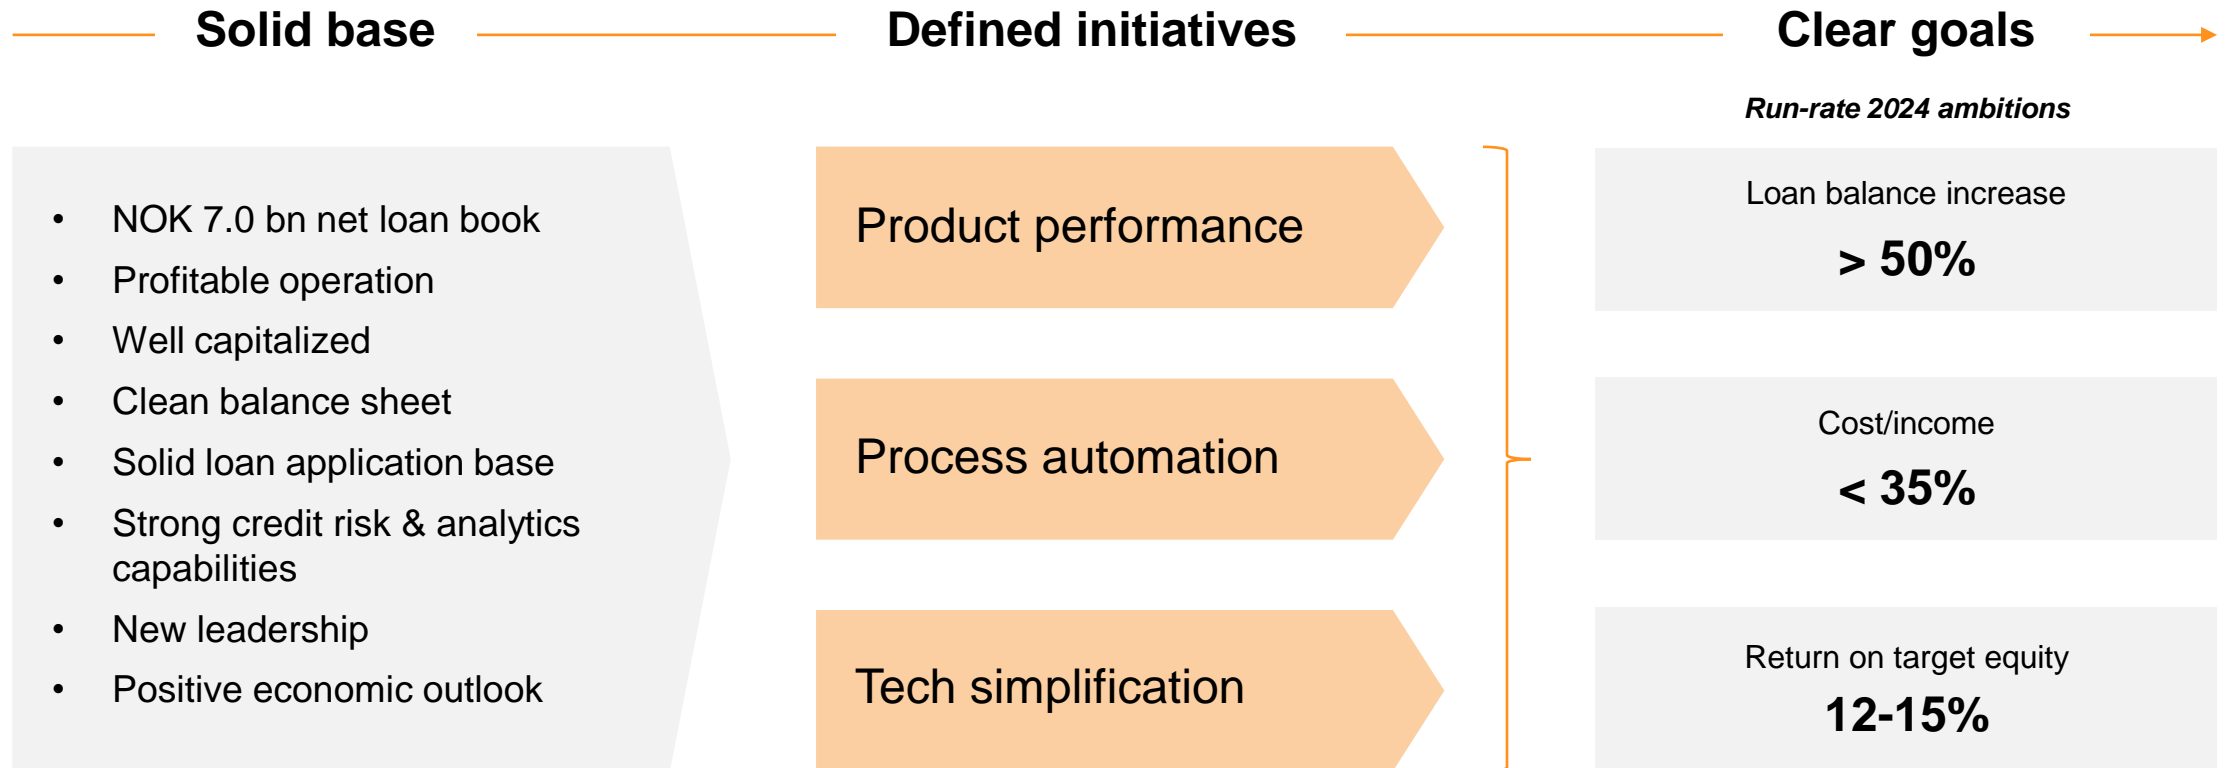 Solid base
Defined initiatives
Clear goals
Run-rate 2024 ambitions
• NOK 7.0 bn net loan book
• Profitable operation
• Well capitalized
• Clean balance sheet
• Solid loan application base
• Strong credit risk & analytics
capabilities
• New leadership
• Positive economic outlook
Product performance
Process automation
Tech simplification
Loan balance increase
> 50%
Cost/income
< 35%
Return on target equity
12-15%